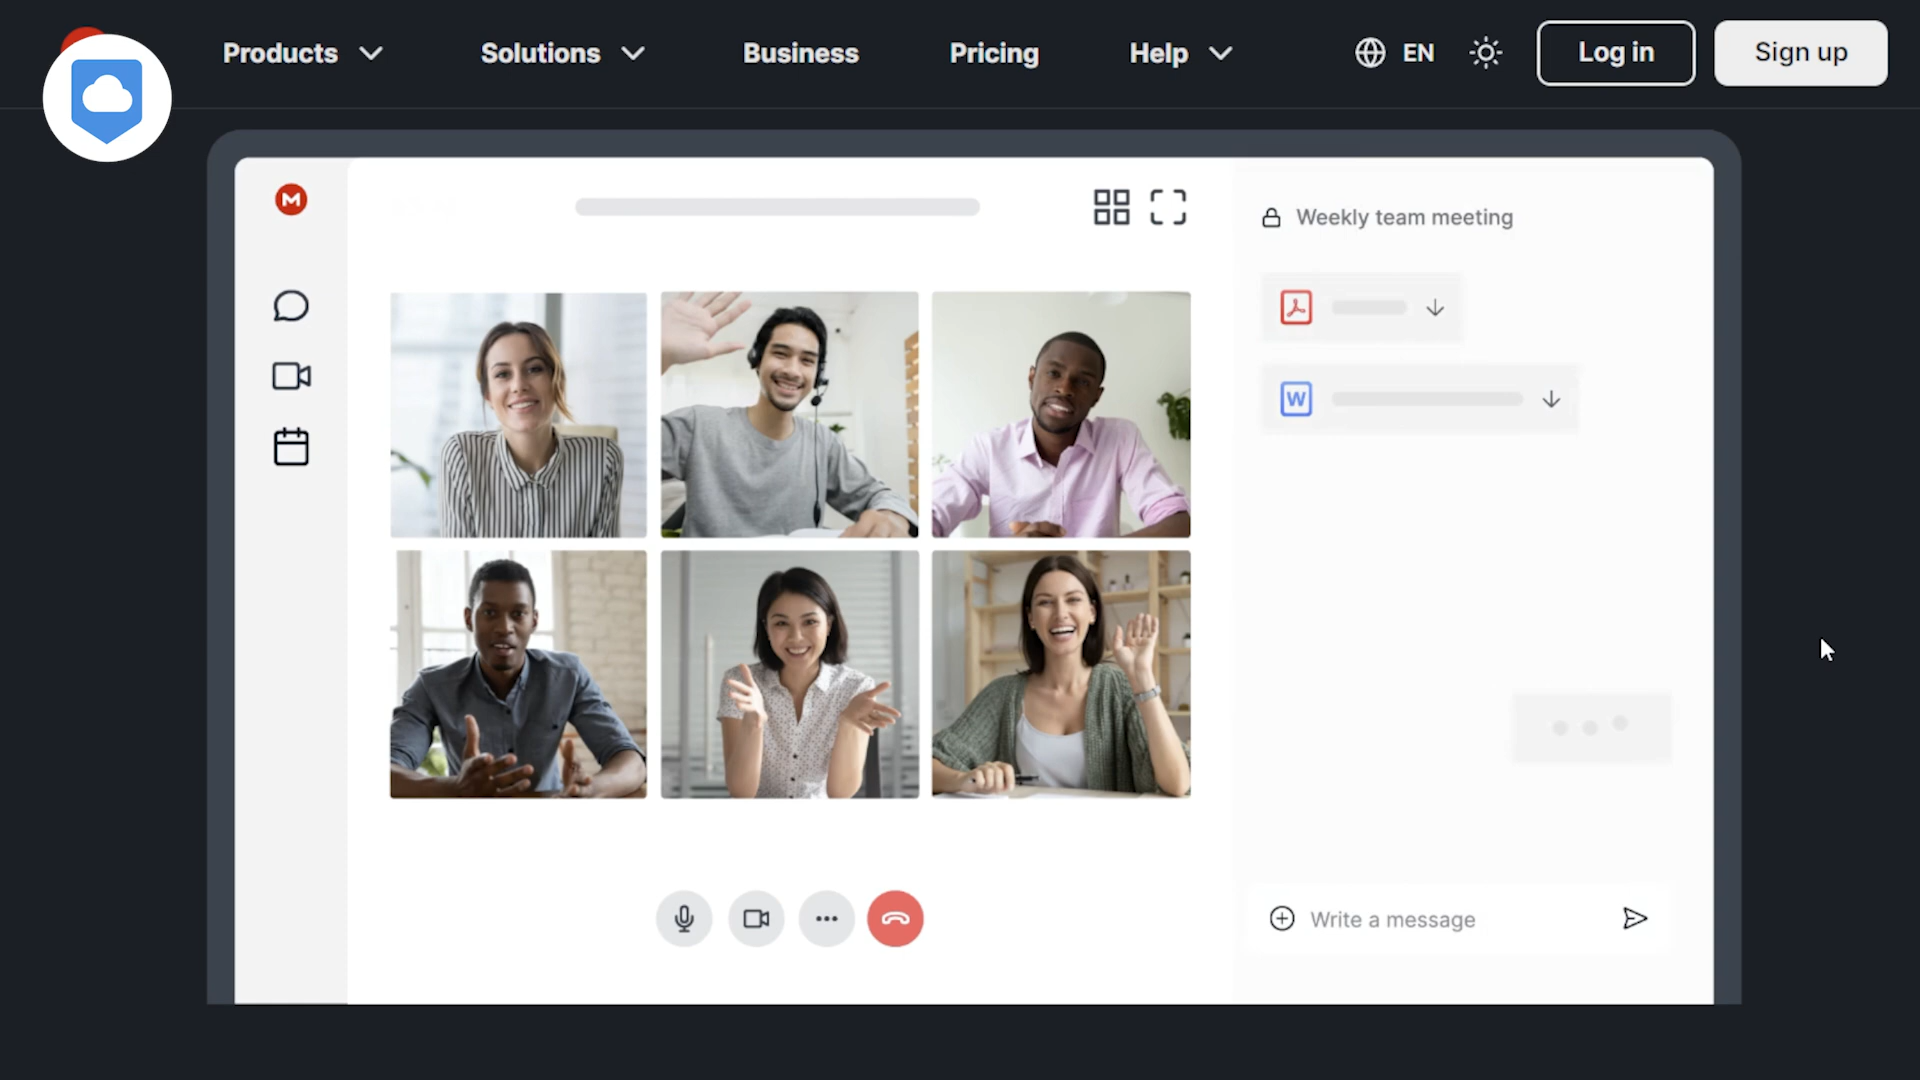 Products
Solutions
Business
Pricing
Help
EN
Log in
Sign up
M
Weekly team meeting
W
Write a message